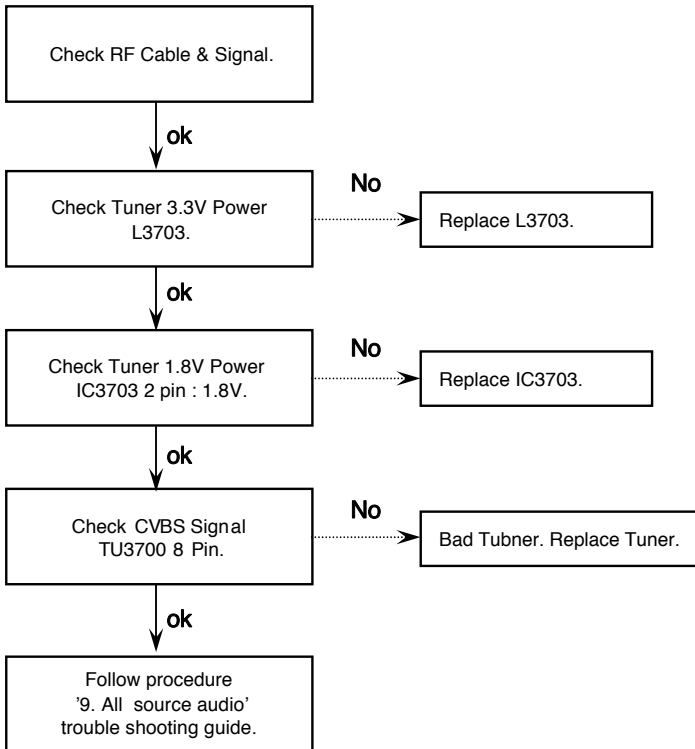 Check RF Cable & Signal.
ok
Check Tuner 3.3V Power
L3703.
No
Replace L3703.
ok
Check Tuner 1.8V Power
IC3703 2 pin : 1.8V.
No
Replace IC3703.
ok
Check CVBS Signal
TU3700 8 Pin.
No
Bad Tubner. Replace Tuner.
ok
Follow procedure
'9. All source audio'
trouble shooting guide.